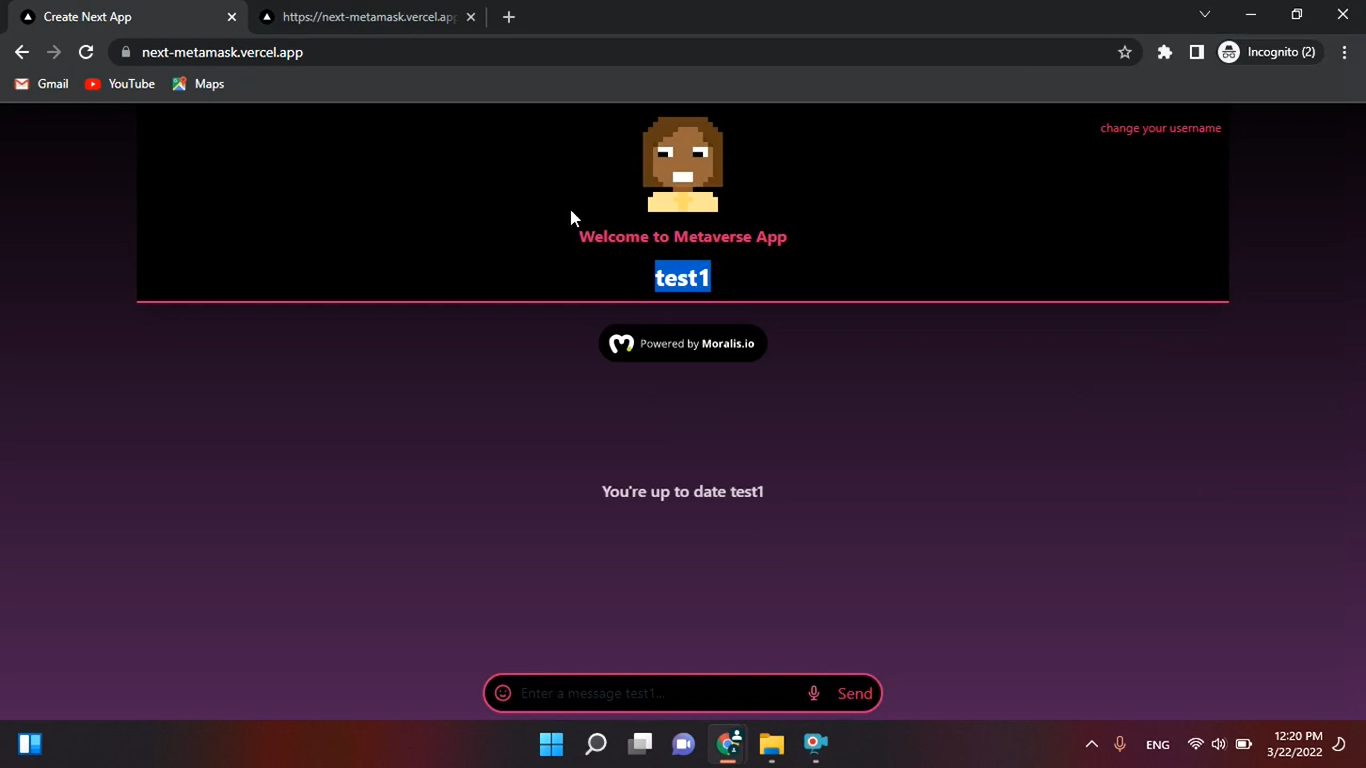 Create Next App
https://next-metamask.vercel.app
next-metamask.vercel.app
Incognito (2)
Gmail
YouTube
Maps
change your username
Welcome to Metaverse App
test1
Powered by Moralis.io
You're up to date test1
Enter a message test1...
Send
ENG
12:20 PM
3/22/2022